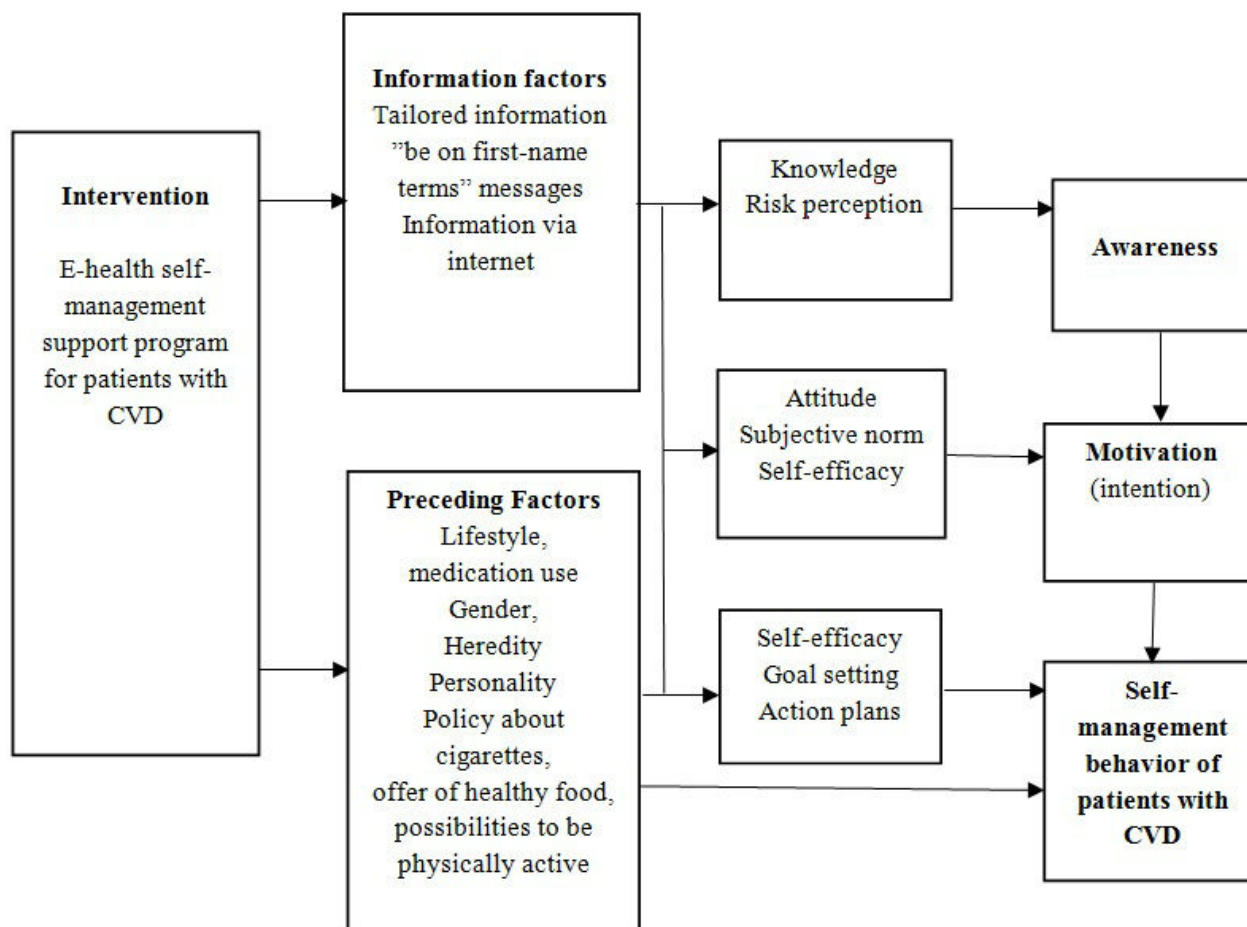 Intervention
E-health self-
management
support program
for patients with
CVD
Information factors
Tailored information
”be on first-name
terms” messages
Information via
internet
Preceding Factors
Lifestyle,
medication use
Gender,
Heredity
Personality
Policy about
cigarettes,
offer of healthy food,
possibilities to be
physically active
Knowledge
Risk perception
Attitude
Subjective norm
Self-efficacy
Self-efficacy
Goal setting
Action plans
Awareness
Motivation
(intention)
Self-
management
behavior of
patients with
CVD